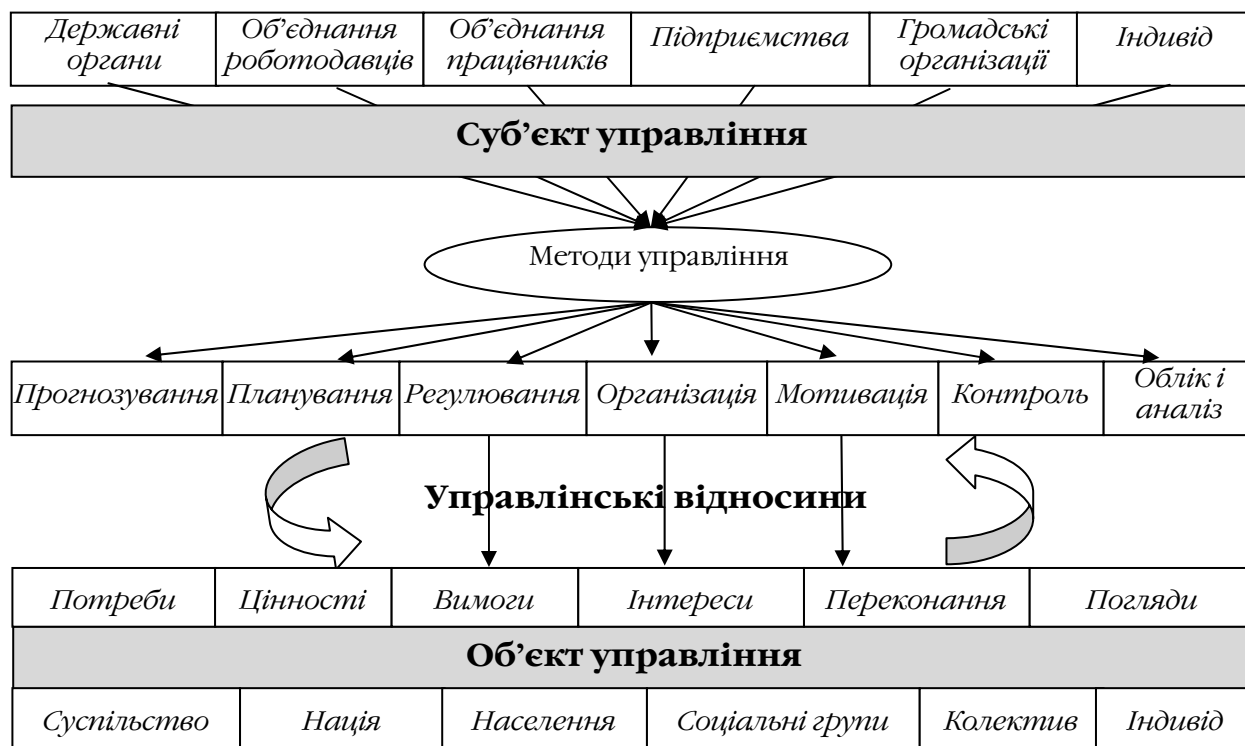 Державні органи
Об’єднання роботодавців
Об’єднання працівників
Підприємства
Громадські організації
Індивід
Суб’єкт управління
Методи управління
Прогнозування
Планування
Регулювання
Організація
Мотивація
Контроль
Облік і аналіз
Управлінські відносини
Потреби
Цінності
Вимоги
Інтереси
Переконання
Погляди
Об’єкт управління
Суспільство
Нація
Населення
Соціальні групи
Колектив
Індивід